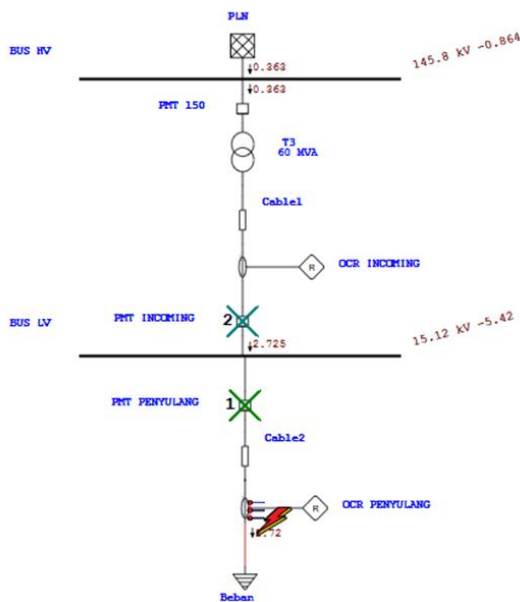 PLN
BUS HV
0.363
145.8 kV -0.864
0.363
PMT 150
T3
60 MVA
Cable1
R
OCR INCOMING
PMT INCOMING
2
BUS LV
2.725
15.12 kV -5.42
PMT PENYULANG
1
Cable2
R
OCR PENYULANG
Beban